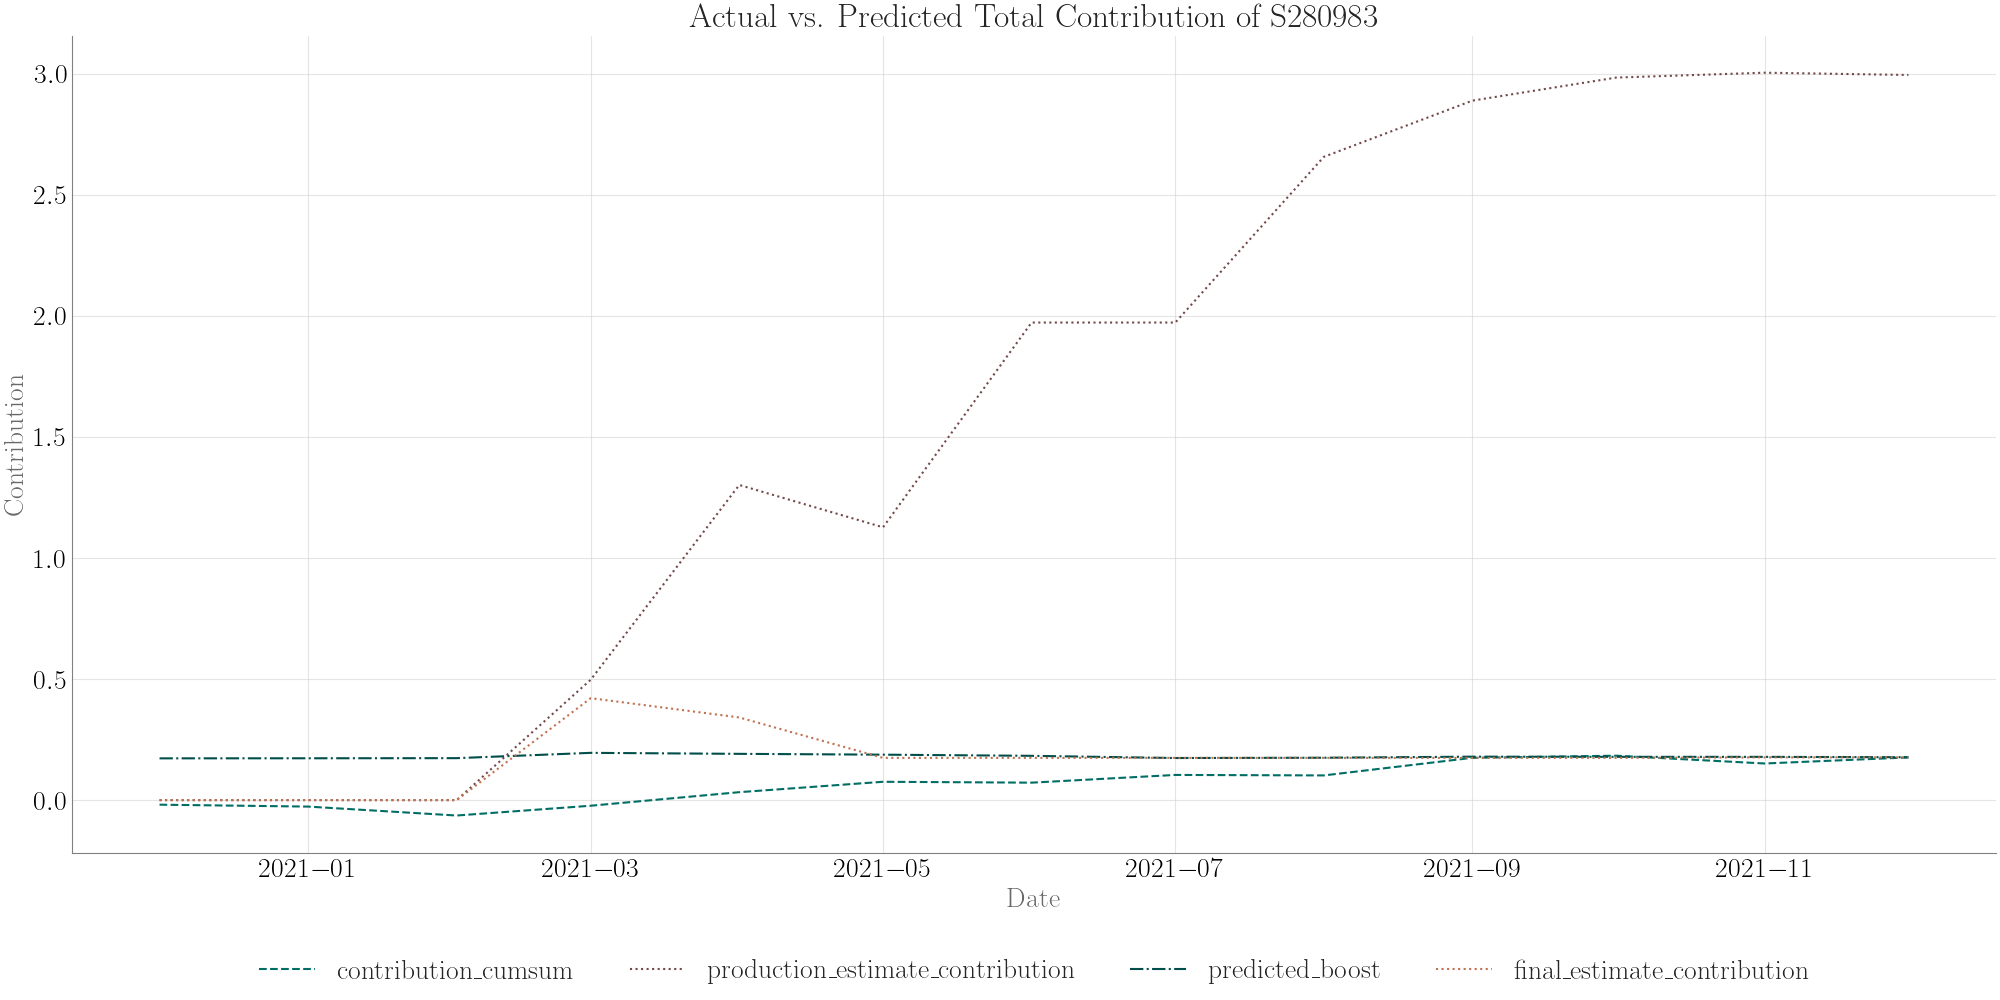 Actual vs. Predicted Total Contribution of S280983
3.0
2.5
2.0
1.5
1.0
0.5
0.0
Contribution
2021−01 2021−03 2021−05 2021−07 2021−09 2021−11
Date
contribution_cumsum production_estimate_contribution predicted_boost final_estimate_contribution